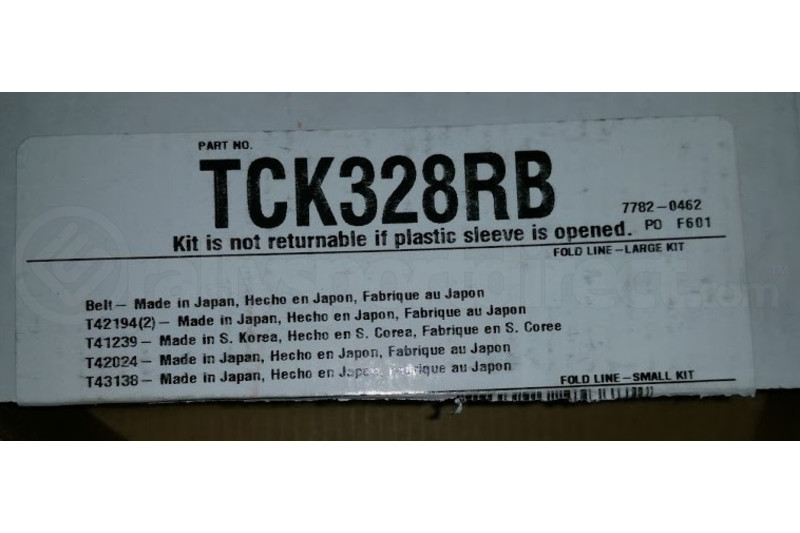 PART NO.
TCK328RB
7782-0462
Kit is not returnable if plastic sleeve is opened. PO F601
FOLD LINE-LARGE KIT
rallysportdirect.com
Belt- Made in Japan, Hecho en Japon, Fabrique au Japon
T42194(2)- Made in Japan, Hecho en Japon, Fabrique au Japon
T41239- Made in S. Korea, Hecho en S. Corea, Fabrique en S. Coree
T42024- Made in Japan, Hecho en Japon, Fabrique au Japon
T43138- Made in Japan, Hecho en Japon, Fabrique au Japon
FOLD LINE-SMALL KIT